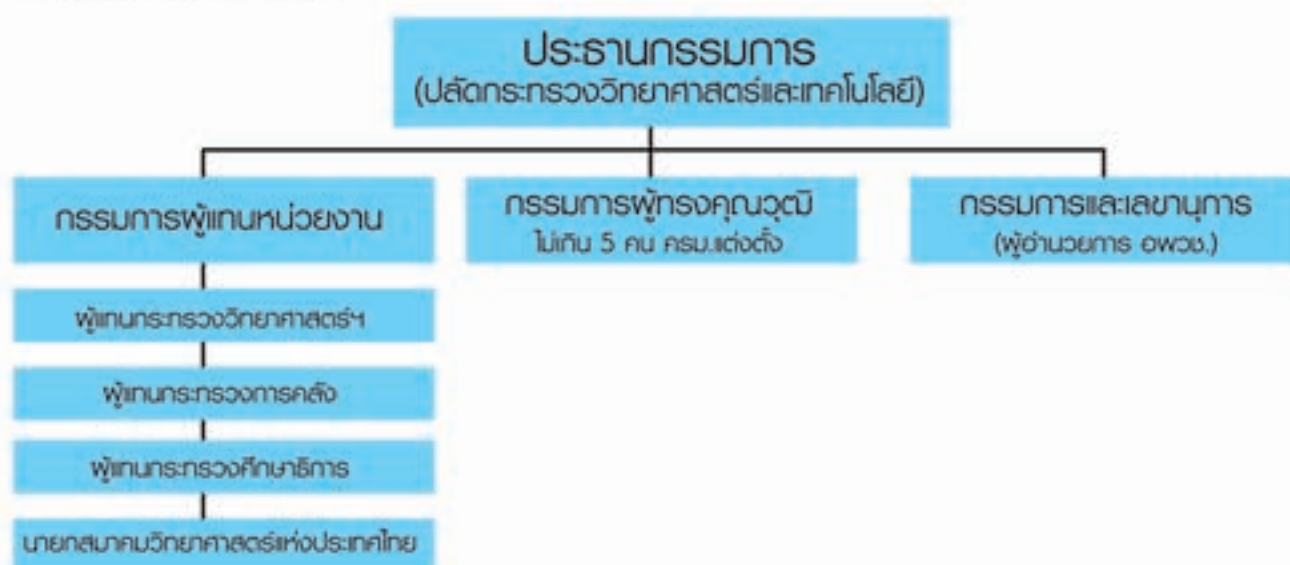 ประธานกรรมการ
(ปลัดกระทรวงวิทยาศาสตร์และเทคโนโลยี)
กรรมการผู้แทนหน่วยงาน
ผู้แทนกระทรวงวิทยาศาสตร์ฯ
ผู้แทนกระทรวงการคลัง
ผู้แทนกระทรวงศึกษาธิการ
นายกสมาคมวิทยาศาสตร์แห่งประเทศไทย
กรรมการผู้ทรงคุณวุฒิ
ไม่เกิน 5 คน ครม.แต่งตั้ง
กรรมการและเลขานุการ
(ผู้อำนวยการ อพวช.)